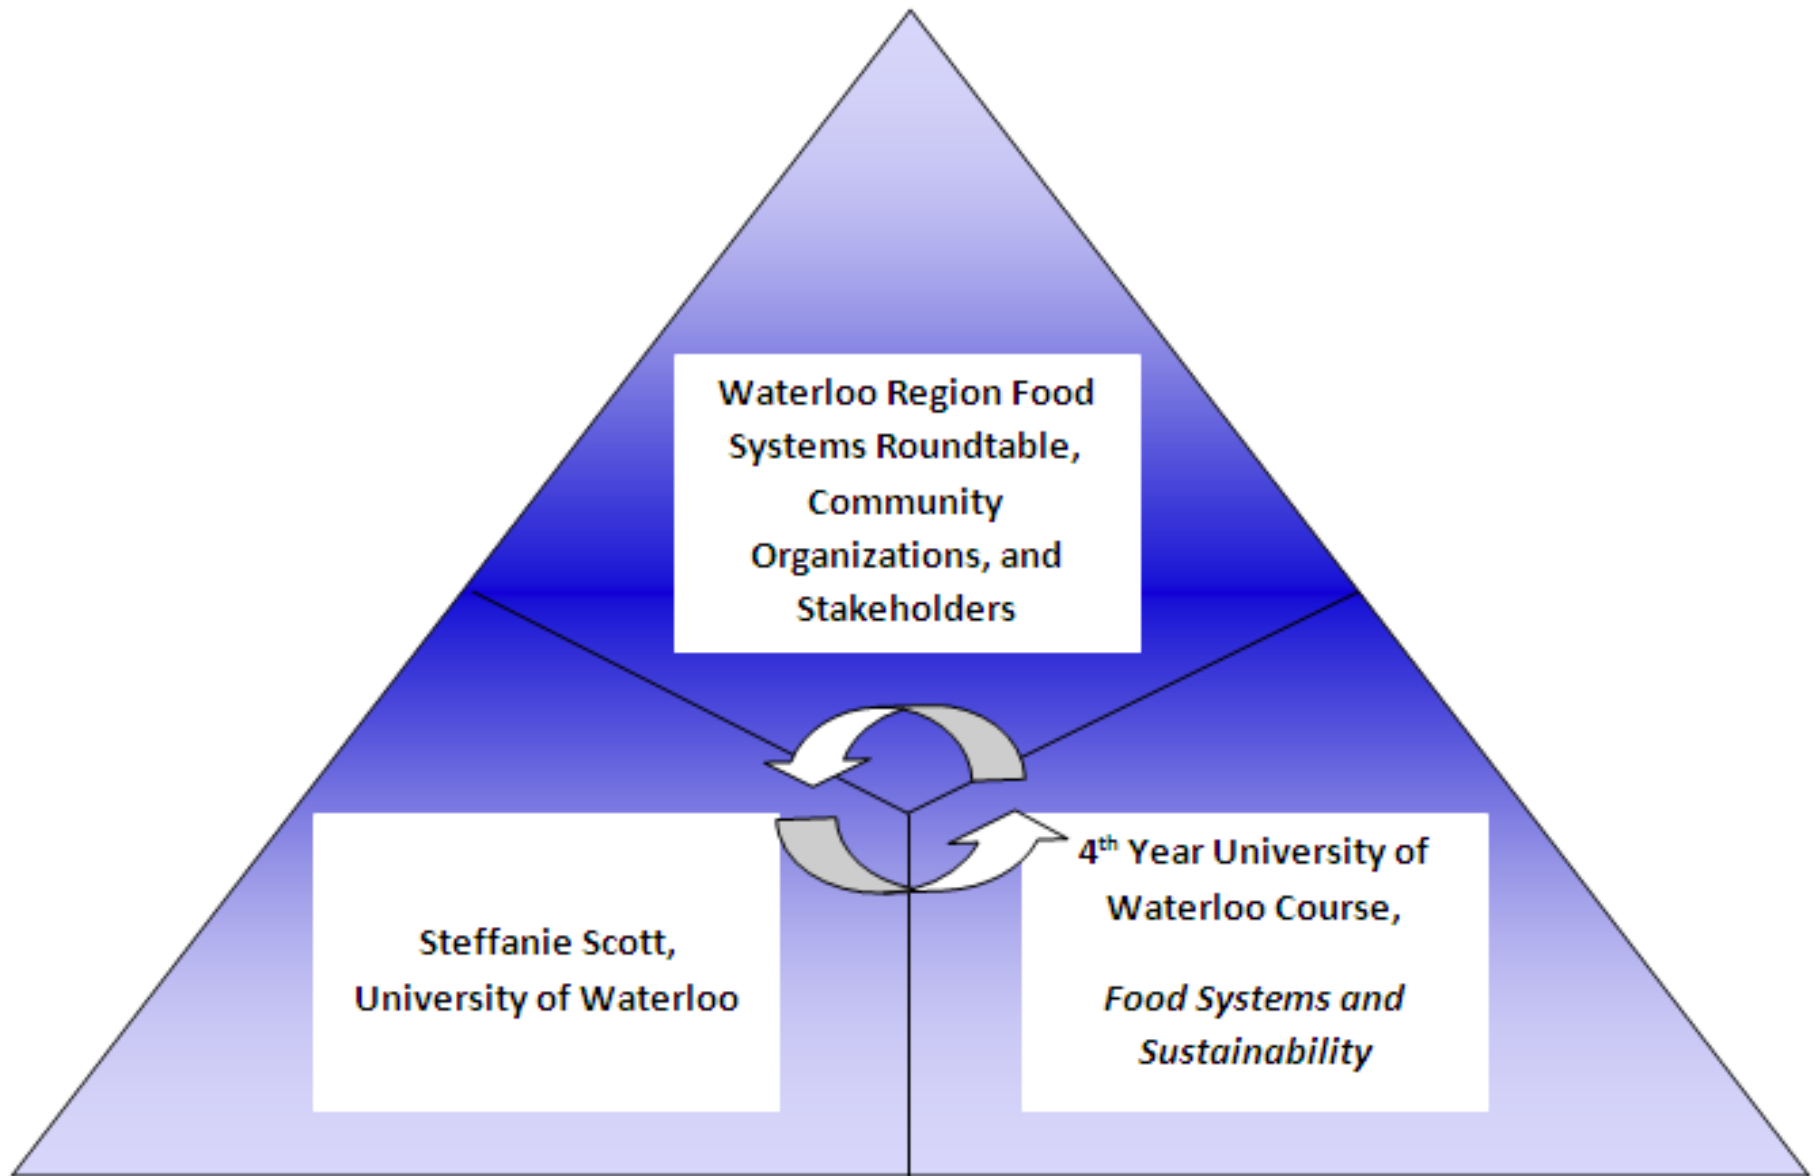 Waterloo Region Food
Systems Roundtable,
Community
Organizations, and
Stakeholders
Steffanie Scott,
University of Waterloo
4th Year University of
Waterloo Course,
Food Systems and
Sustainability